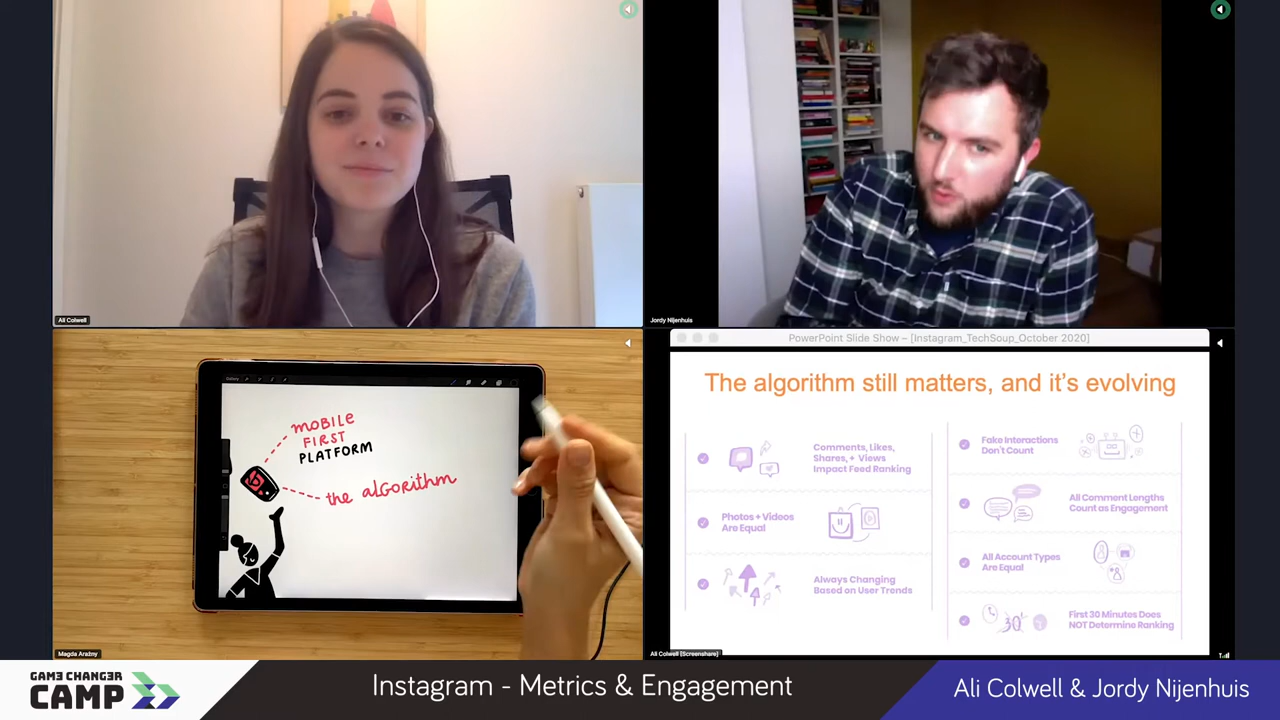 Ali Colwell
Jordy Nijenhuis
MOBILE
FIRST
PLATFORM
the algorithm
Magda Arażny
PowerPoint Slide Show – [Instagram_TechSoup_October 2020]
The algorithm still matters, and it's evolving
Comments, Likes,
Shares, + Views
Impact Feed Ranking
Photos + Videos
Are Equal
Always Changing
Based on User Trends
Fake Interactions
Don't Count
All Comment Lengths
Count as Engagement
All Account Types
Are Equal
30
First 30 Minutes Does
NOT Determine Ranking
Ali Colwell [Screenshare]
GAME CHANGER
CAMP
Instagram - Metrics & Engagement
Ali Colwell & Jordy Nijenhuis